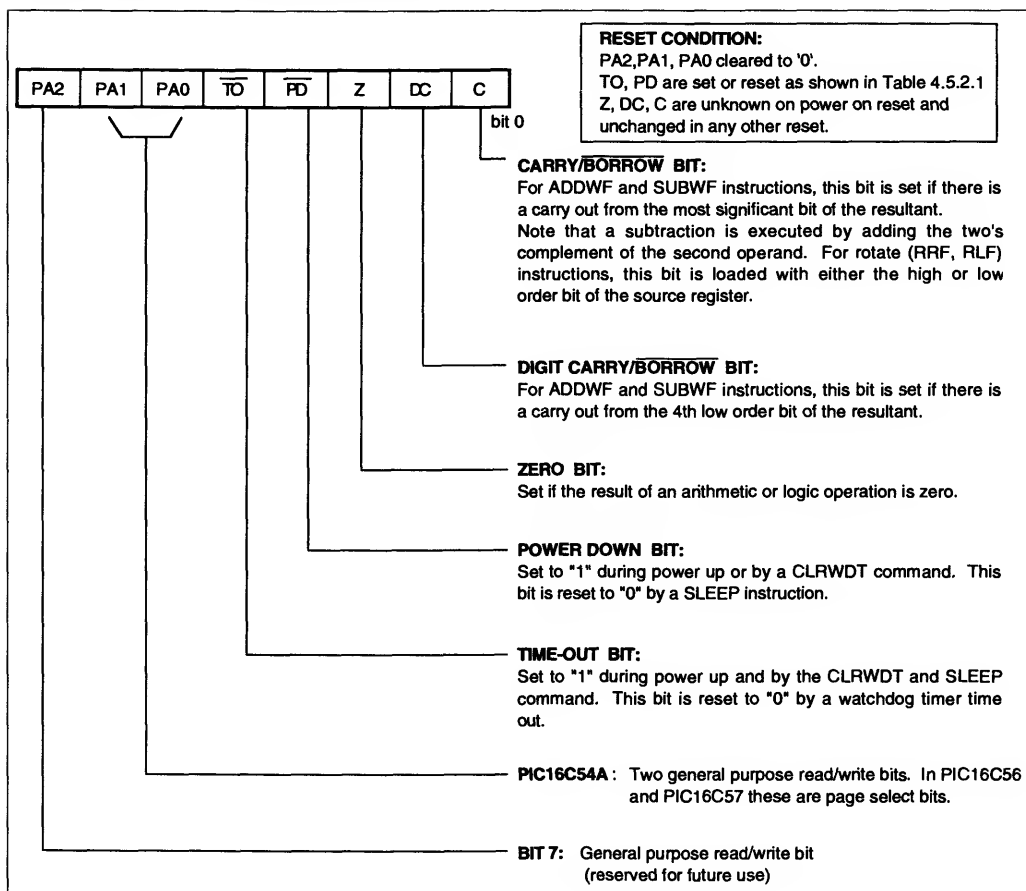 RESET CONDITION:
PA2,PA1, PA0 cleared to '0'.
TO, PD are set or reset as shown in Table 4.5.2.1
Z, DC, C are unknown on power on reset and
unchanged in any other reset.
PA2 PA1 PA0 T̅O̅ P̅D̅ Z DC C
bit 0
CARRY/B̅O̅R̅R̅O̅W̅ BIT:
For ADDWF and SUBWF instructions, this bit is set if there is
a carry out from the most significant bit of the resultant.
Note that a subtraction is executed by adding the two's
complement of the second operand. For rotate (RRF, RLF)
instructions, this bit is loaded with either the high or low
order bit of the source register.
DIGIT CARRY/B̅O̅R̅R̅O̅W̅ BIT:
For ADDWF and SUBWF instructions, this bit is set if there is
a carry out from the 4th low order bit of the resultant.
ZERO BIT:
Set if the result of an arithmetic or logic operation is zero.
POWER DOWN BIT:
Set to "1" during power up or by a CLRWDT command. This
bit is reset to "0" by a SLEEP instruction.
TIME-OUT BIT:
Set to "1" during power up and by the CLRWDT and SLEEP
command. This bit is reset to "0" by a watchdog timer time
out.
PIC16C54A : Two general purpose read/write bits. In PIC16C56
and PIC16C57 these are page select bits.
BIT 7: General purpose read/write bit
(reserved for future use)